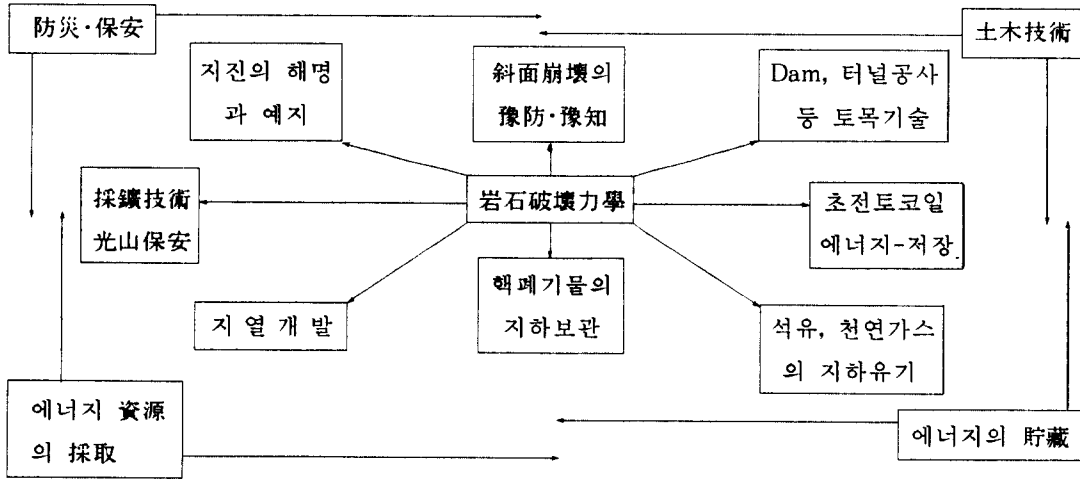 防災·保安
土木技術
지진의 해명
과 예지
斜面崩壞의
豫防·豫知
Dam, 터널공사
등 토목기술
採鑛技術
光山保安
岩石破壞力學
초전토코일
에너지-저장
지열개발
핵폐기물의
지하보관
석유, 천연가스
의 지하유기
에너지 資源
의 採取
에너지의 貯藏